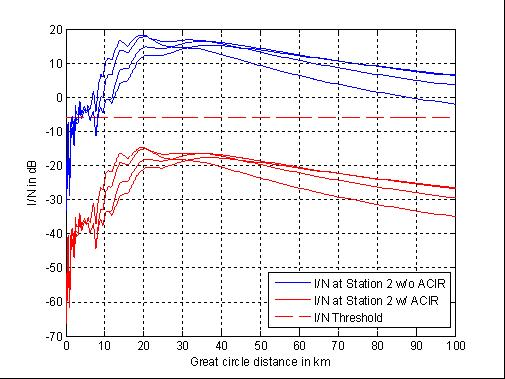 20
10
0
-10
-20
-30
-40
-50
-60
-70
I/N in dB
I/N at Station 2 w/o ACIR
I/N at Station 2 w/ ACIR
I/N Threshold
0 10 20 30 40 50 60 70 80 90 100
Great circle distance in km